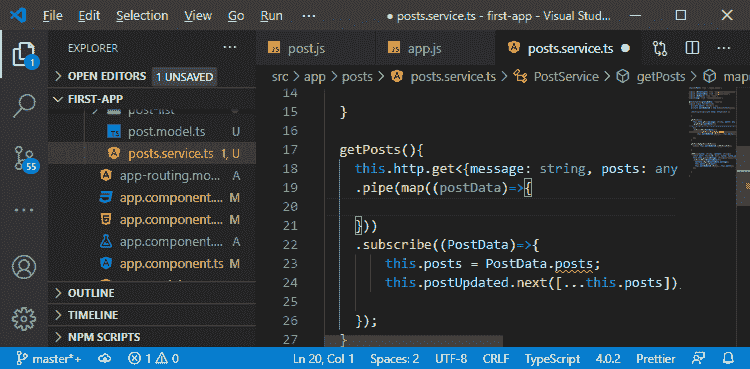 File Edit View Go Run ... ● posts.service.ts - first-app - Visual Stud...
EXPLORER ...
OPEN EDITORS 1 UNSAVED
FIRST-APP
post-list
post.model.ts U
posts.service.ts 1, U
app-routing.mo... A
app.component.... M
app.component.... M
app.component.... A
app.component.ts M
OUTLINE
TIMELINE
NPM SCRIPTS
1
55
JS post.js JS app.js posts.service.ts ●
src > app > posts > posts.service.ts > PostService > getPosts > map
14
15 }
16
17 getPosts(){
18 this.http.get<{message: string, posts: any
19 .pipe(map((postData)=>{
20
21 }))
22 .subscribe((PostData)=>{
23 this.posts = PostData.posts;
24 this.postUpdated.next([...this.posts])
25
26 });
27 }
master*+ 1 0 Ln 20, Col 1 Spaces: 2 UTF-8 CRLF TypeScript 4.0.2 Prettier